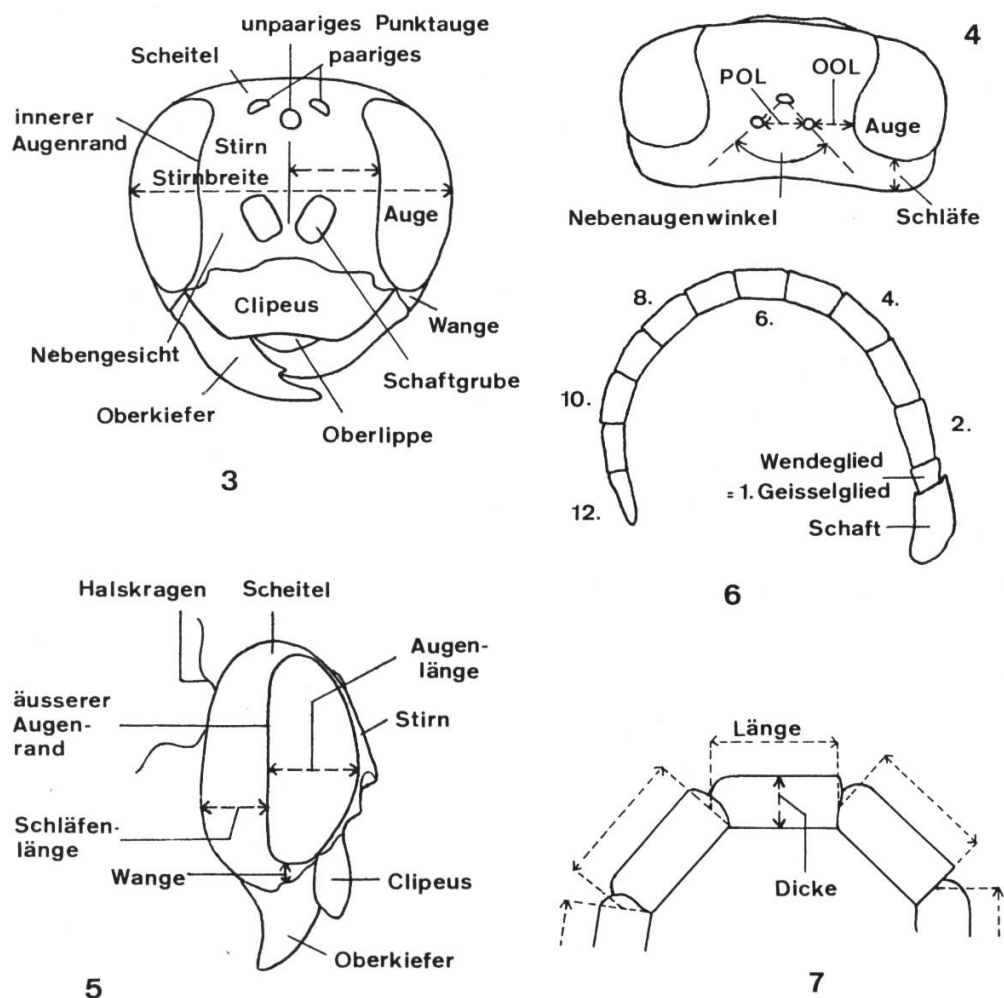 unpaariges Punktauge
Scheitel
paariges
innerer
Augenrand
Stirn
Stirnbreite
Auge
Clipeus
Wange
Nebengesicht
Schaftgrube
Oberkiefer
Oberlippe
3
4
POL
OOL
Auge
Nebenaugenwinkel
Schläfe
8.
4.
6.
10.
2.
Wendeglied
= 1. Geisselglied
12.
Schaft
6
Halskragen
Scheitel
Augen-
länge
äusserer
Augen-
rand
Stirn
Schläfen-
länge
Wange
Clipeus
Oberkiefer
5
Länge
Dicke
7